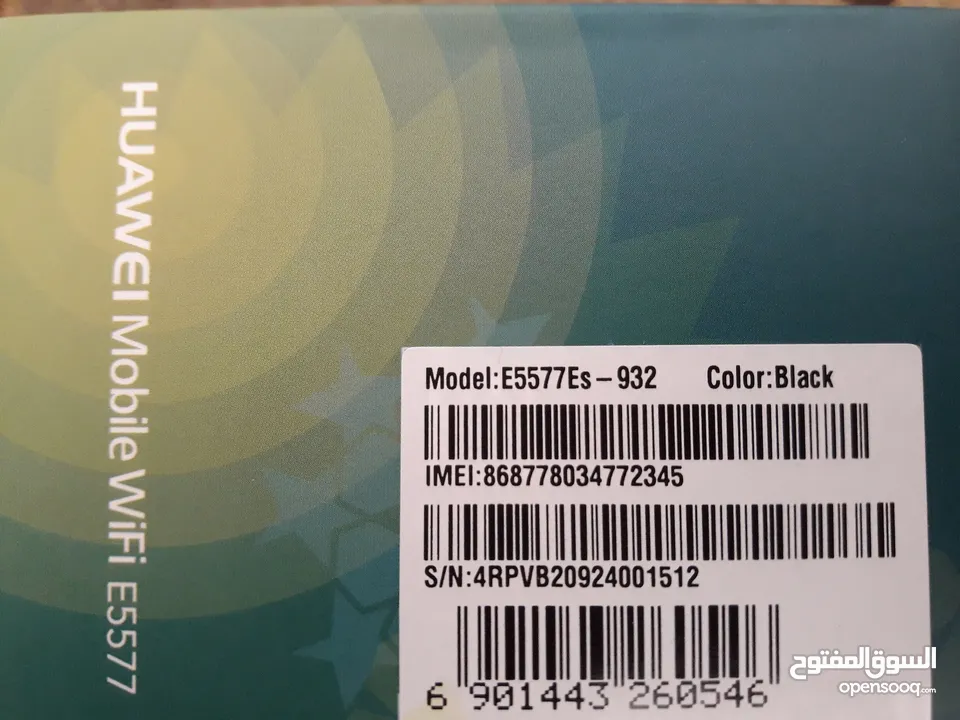 HUAWEI Mobile WiFi E5577
Model:E5577Es-932 Color:Black
IMEI:868778034772345
S/N:4RPVB20924001512
6 901443 260546
السوق المفتوح
opensooq.com